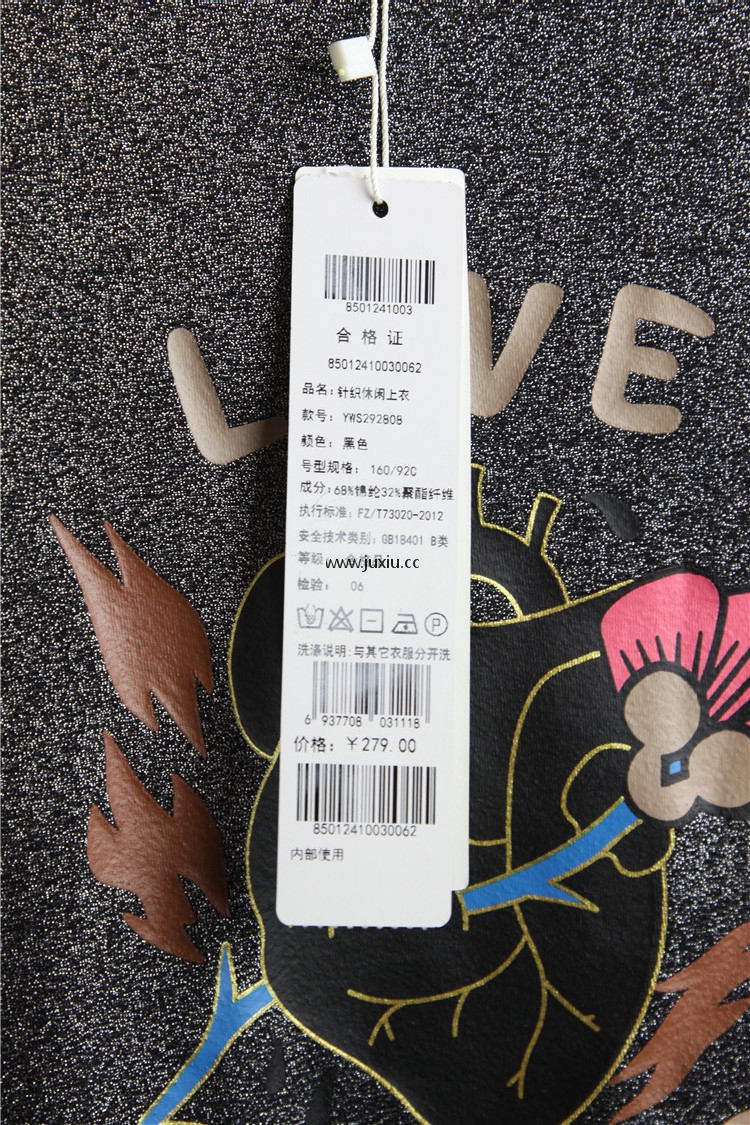 8501241003
合格证
85012410030062
品名:针织休闲上衣
款号: YWS292808
颜色: 黑色
号型规格: 160/92C
成分:68%锦纶32%聚酯纤维
执行标准: FZ/T73020-2012
安全技术类别: GB18401 B类
等级:
www.juxiu.cc
检验: 06
P
洗涤说明:与其它衣服分开洗
6 937708 031118
价格: ¥279.00
85012410030062
内部使用
L VE